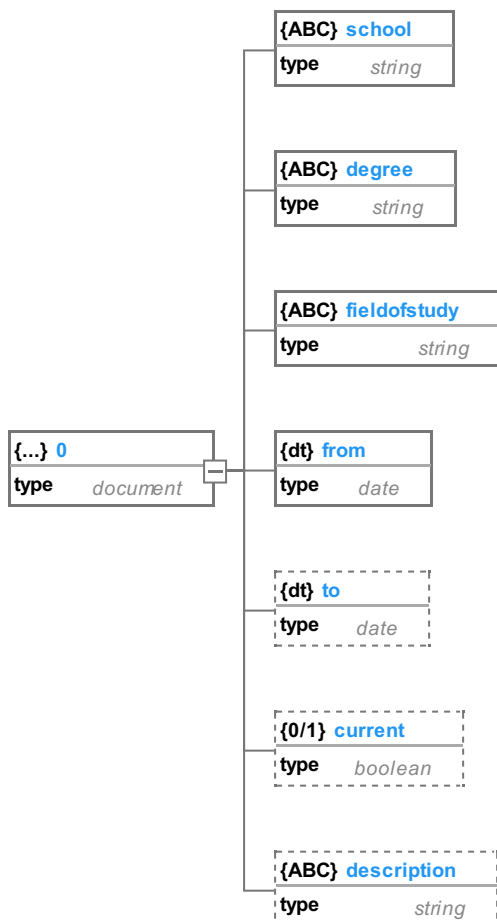 {ABC} school
type string
{ABC} degree
type string
{ABC} fieldofstudy
type string
{...} 0
type document
{dt} from
type date
{dt} to
type date
{0/1} current
type boolean
{ABC} description
type string